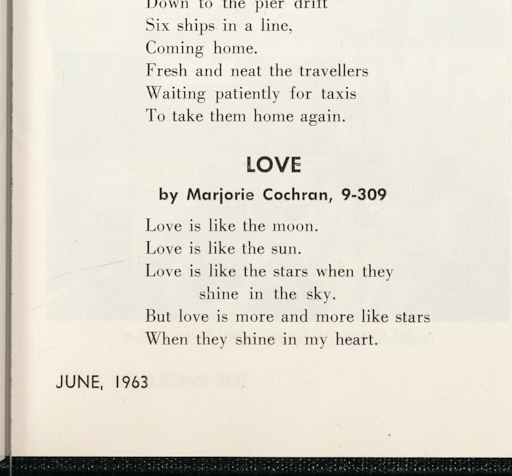 Down to the pier drift
Six ships in a line,
Coming home.
Fresh and neat the travellers
Waiting patiently for taxis
To take them home again.
LOVE
by Marjorie Cochran, 9-309
Love is like the moon.
Love is like the sun.
Love is like the stars when they
shine in the sky.
But love is more and more like stars
When they shine in my heart.
JUNE, 1963